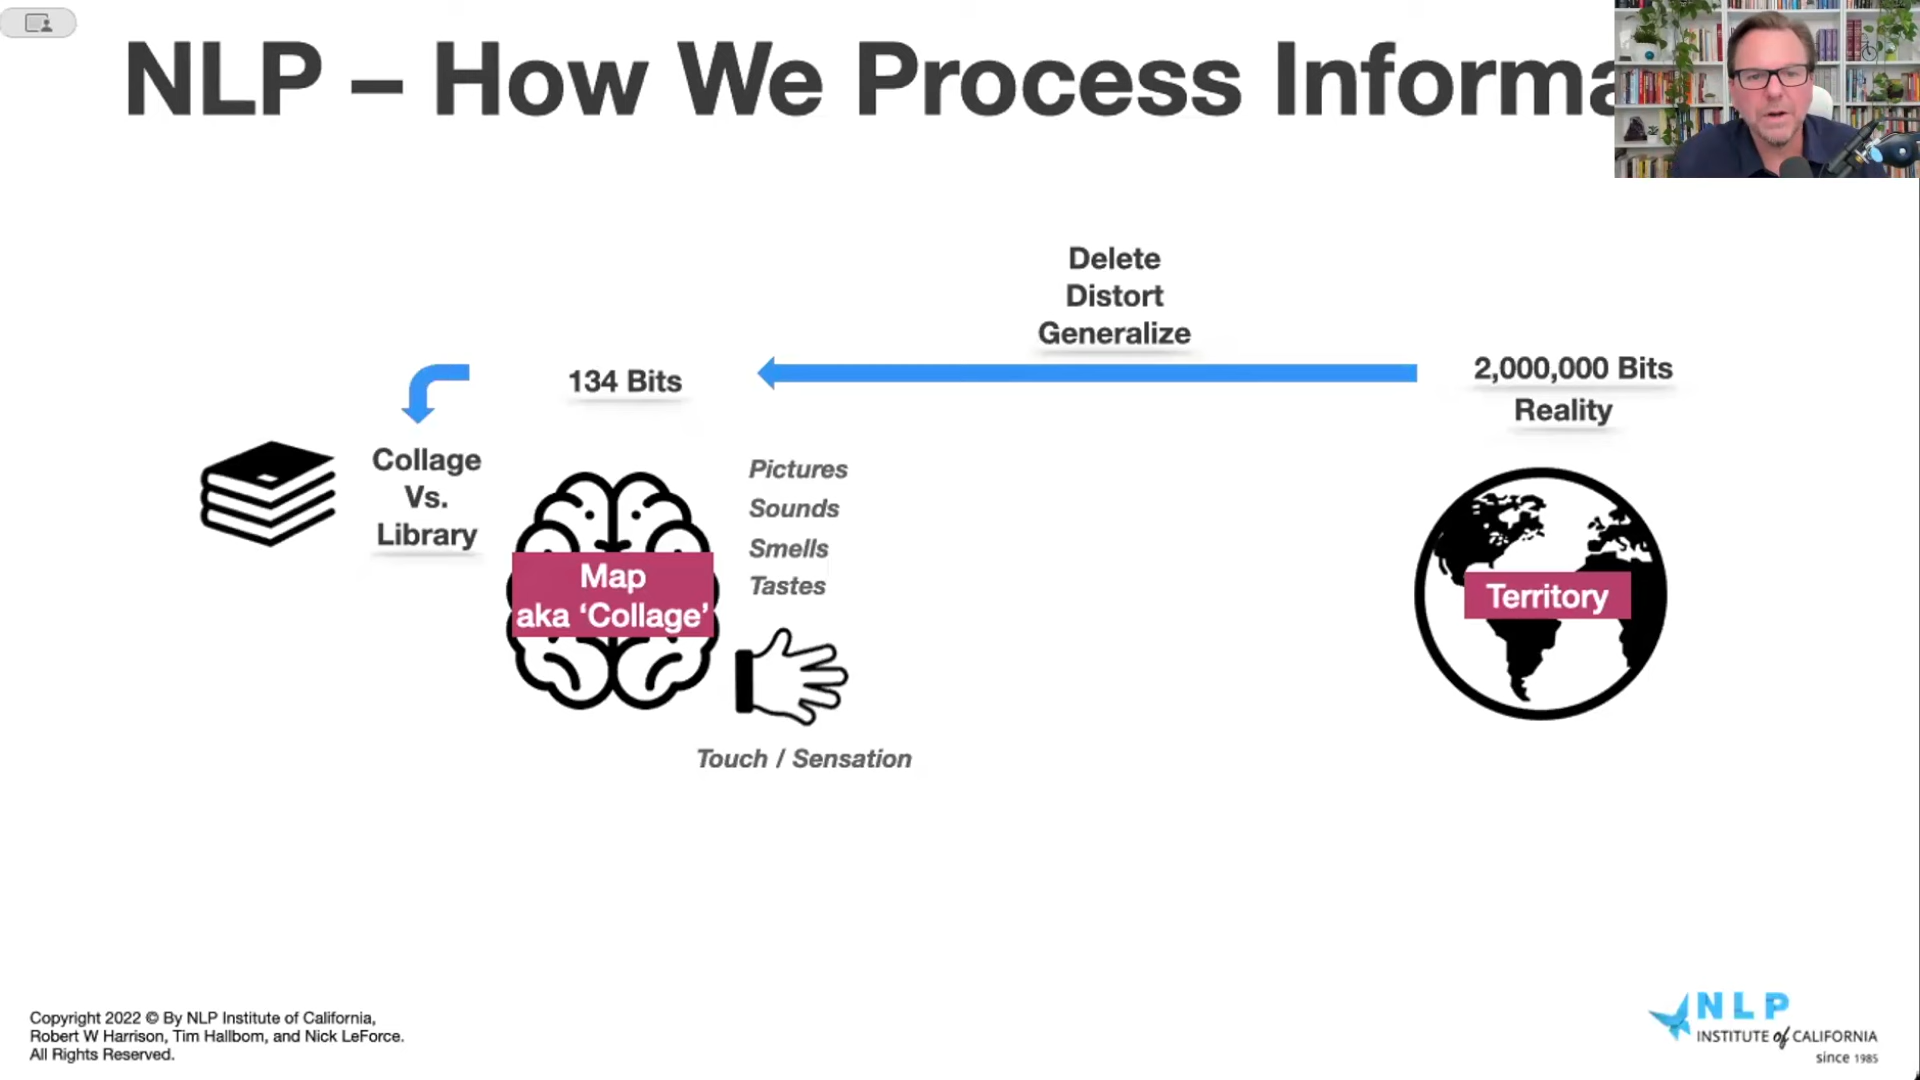 NLP – How We Process Informa
Delete
Distort
Generalize
134 Bits
2,000,000 Bits
Reality
Collage
Vs.
Library
Pictures
Sounds
Smells
Tastes
Map
aka ‘Collage’
Territory
Touch / Sensation
Copyright 2022 © By NLP Institute of California,
Robert W Harrison, Tim Hallbom, and Nick LeForce.
All Rights Reserved.
NLP
INSTITUTE of CALIFORNIA
since 1985